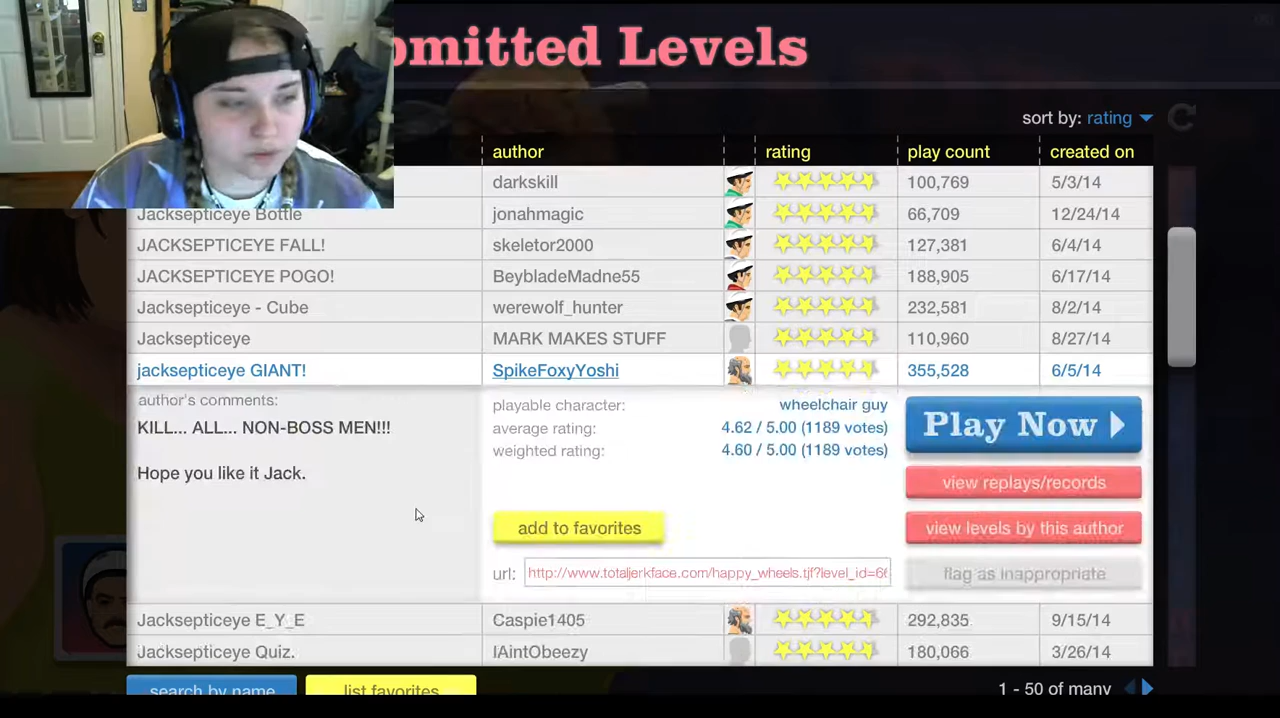 omitted Levels
sort by: rating
author rating play count created on
darkskill 100,769 5/3/14
Jacksepticeye Bottle jonahmagic 66,709 12/24/14
JACKSEPTICEYE FALL! skeletor2000 127,381 6/4/14
JACKSEPTICEYE POGO! BeybladeMadne55 188,905 6/17/14
Jacksepticeye - Cube werewolf_hunter 232,581 8/2/14
Jacksepticeye MARK MAKES STUFF 110,960 8/27/14
jacksepticeye GIANT! SpikeFoxyYoshi 355,528 6/5/14
author's comments:
KILL... ALL... NON-BOSS MEN!!!
Hope you like it Jack.
playable character: wheelchair guy
average rating: 4.62 / 5.00 (1189 votes)
weighted rating: 4.60 / 5.00 (1189 votes)
add to favorites
url: http://www.totaljerkface.com/happy_wheels.tjf?level_id=6
Play Now
view replays/records
view levels by this author
flag as inappropriate
Jacksepticeye E_Y_E Caspie1405 292,835 9/15/14
Jacksepticeye Quiz. IAintObeezy 180,066 3/26/14
search by name list favorites 1 - 50 of many